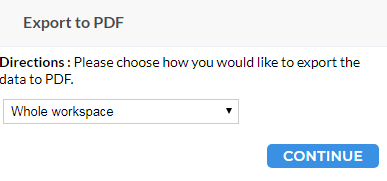 Export to PDF
Directions : Please choose how you would like to export the
data to PDF.
Whole workspace
CONTINUE